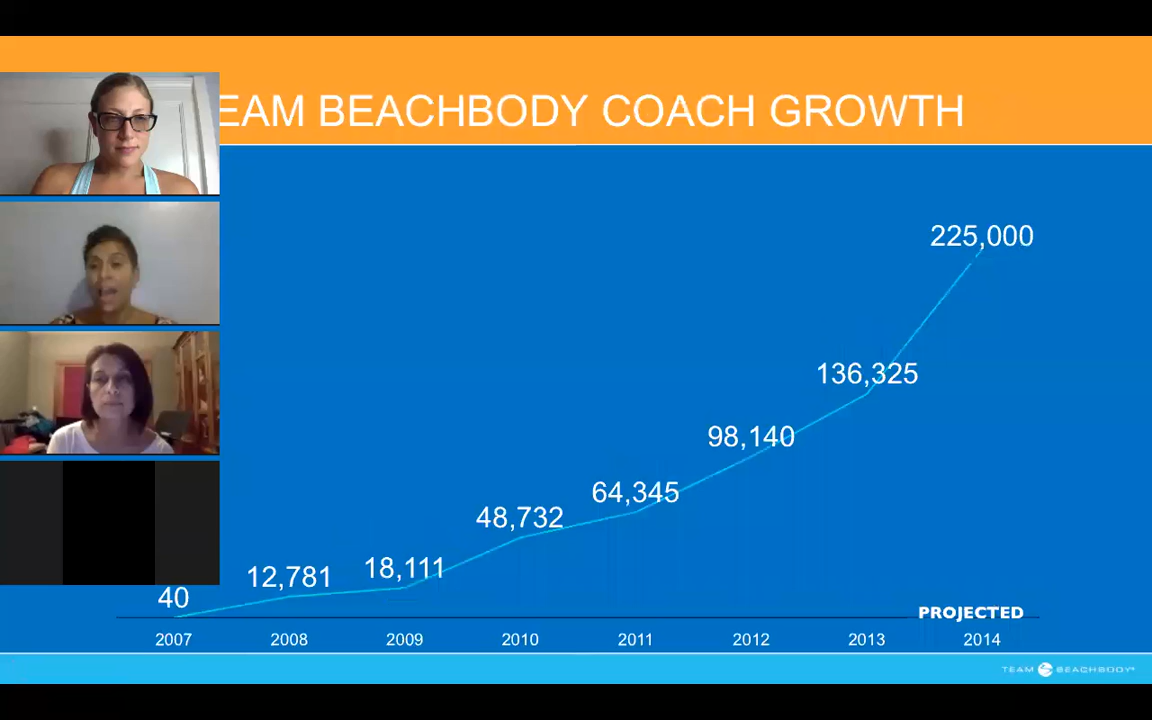 EAM BEACHBODY COACH GROWTH
225,000
136,325
98,140
64,345
48,732
18,111
12,781
40
PROJECTED
2007 2008 2009 2010 2011 2012 2013 2014
TEAM BEACHBODY